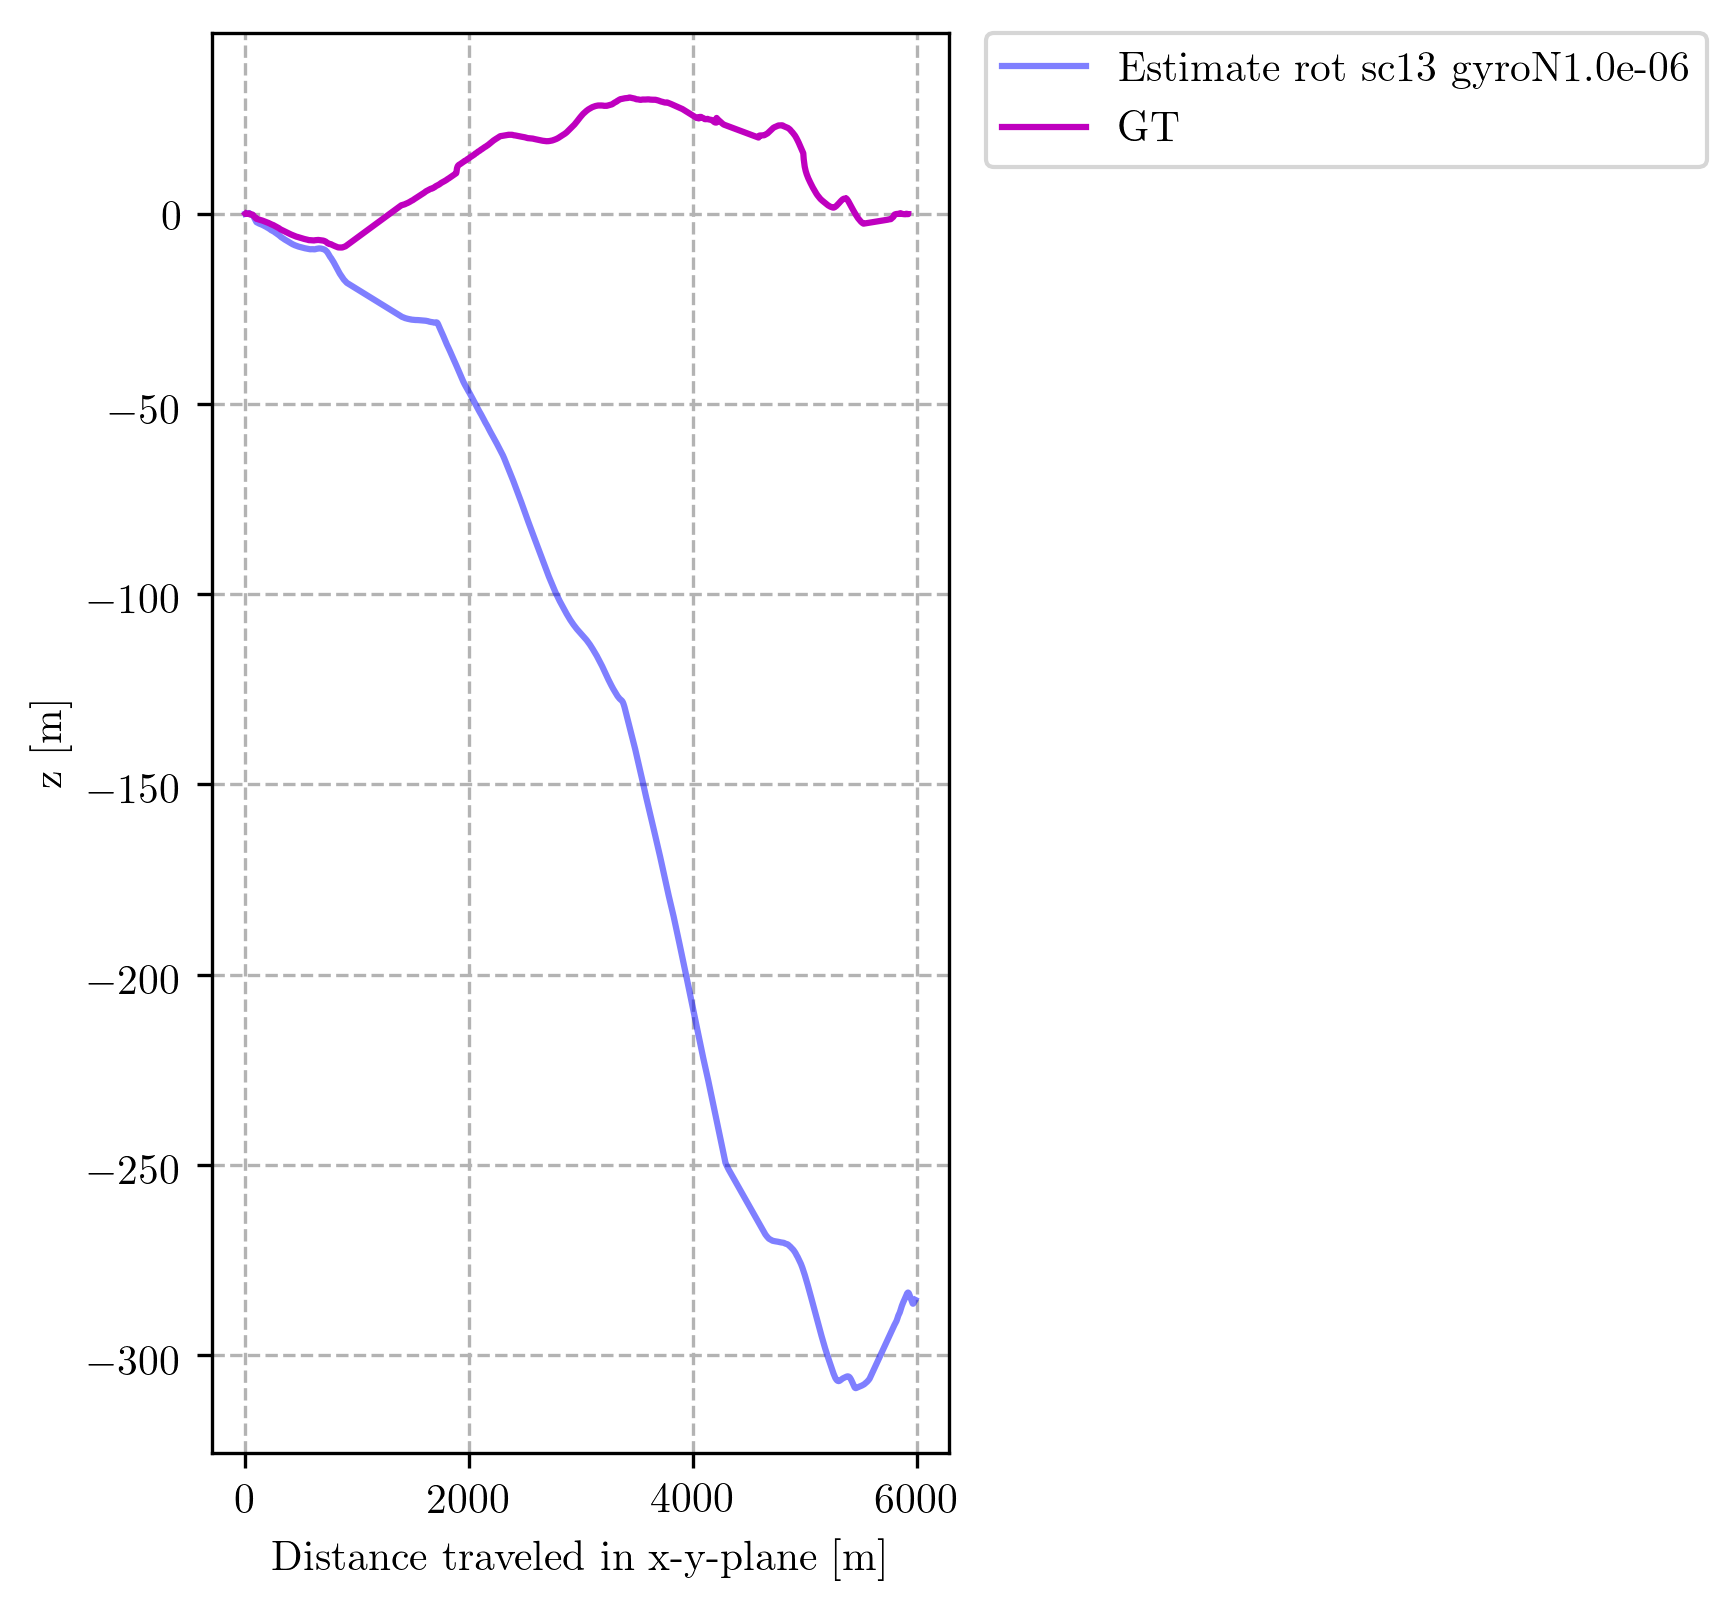 Estimate rot sc13 gyroN1.0e-06
GT
0
−50
−100
−150
−200
−250
−300
z [m]
0 2000 4000 6000
Distance traveled in x-y-plane [m]